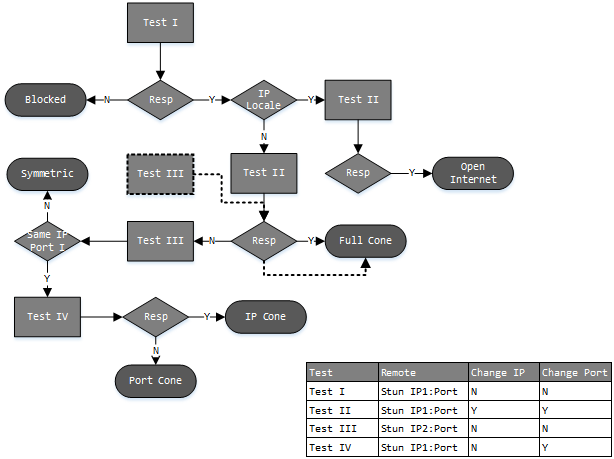 Test I
Blocked
N
Resp
Y
IP
Locale
Y
Test II
N
Symmetric
Test III
Test II
Resp
Y
Open
Internet
N
Same IP
Port I
Test III
N
Resp
Y
Full Cone
Y
Test IV
Resp
Y
IP Cone
N
Port Cone
Test Remote Change IP Change Port
Test I Stun IP1:Port N N
Test II Stun IP1:Port Y Y
Test III Stun IP2:Port N N
Test IV Stun IP1:Port N Y